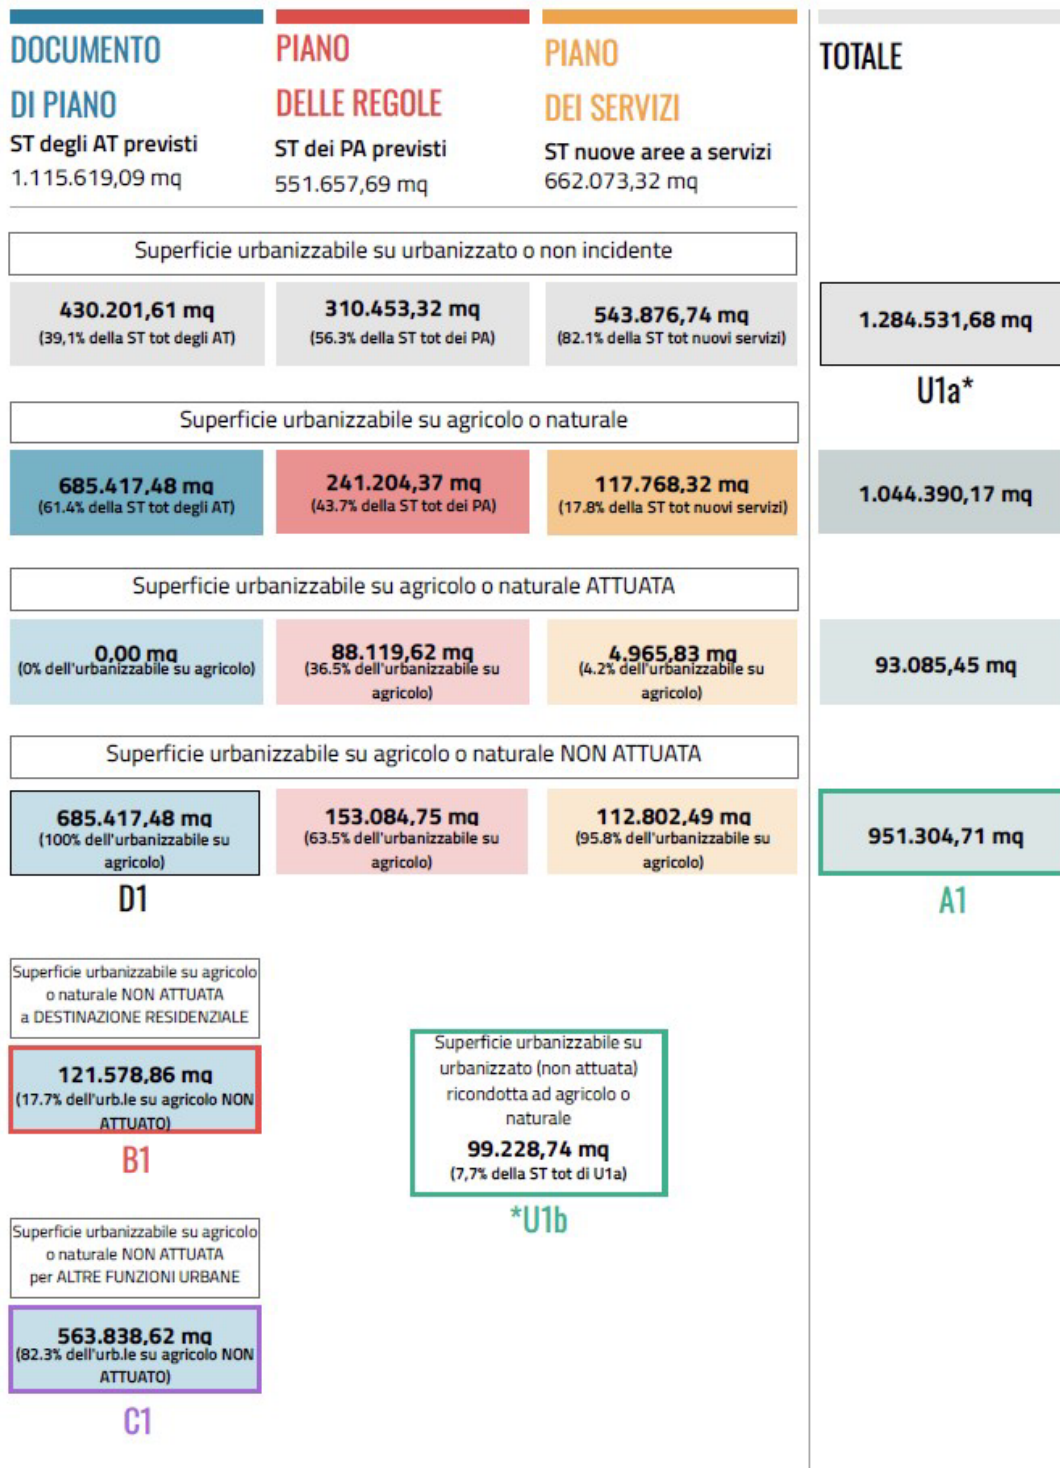 DOCUMENTO
DI PIANO
ST degli AT previsti
1.115.619,09 mq
PIANO
DELLE REGOLE
ST dei PA previsti
551.657,69 mq
PIANO
DEI SERVIZI
ST nuove aree a servizi
662.073,32 mq
TOTALE
Superficie urbanizzabile su urbanizzato o non incidente
430.201,61 mq
(39,1% della ST tot degli AT)
310.453,32 mq
(56.3% della ST tot dei PA)
543.876,74 mq
(82.1% della ST tot nuovi servizi)
1.284.531,68 mq
U1a*
Superficie urbanizzabile su agricolo o naturale
685.417,48 mq
(61.4% della ST tot degli AT)
241.204,37 mq
(43.7% della ST tot dei PA)
117.768,32 mq
(17.8% della ST tot nuovi servizi)
1.044.390,17 mq
Superficie urbanizzabile su agricolo o naturale ATTUATA
0,00 mq
(0% dell'urbanizzabile su agricolo)
88.119,62 mq
(36.5% dell'urbanizzabile su
agricolo)
4.965,83 mq
(4.2% dell'urbanizzabile su
agricolo)
93.085,45 mq
Superficie urbanizzabile su agricolo o naturale NON ATTUATA
685.417,48 mq
(100% dell'urbanizzabile su
agricolo)
D1
153.084,75 mq
(63.5% dell'urbanizzabile su
agricolo)
112.802,49 mq
(95.8% dell'urbanizzabile su
agricolo)
951.304,71 mq
A1
Superficie urbanizzabile su agricolo
o naturale NON ATTUATA
a DESTINAZIONE RESIDENZIALE
121.578,86 mq
(17.7% dell'urb.le su agricolo NON
ATTUATO)
B1
Superficie urbanizzabile su
urbanizzato (non attuata)
ricondotta ad agricolo o
naturale
99.228,74 mq
(7,7% della ST tot di U1a)
*U1b
Superficie urbanizzabile su agricolo
o naturale NON ATTUATA
per ALTRE FUNZIONI URBANE
563.838,62 mq
(82.3% dell'urb.le su agricolo NON
ATTUATO)
C1